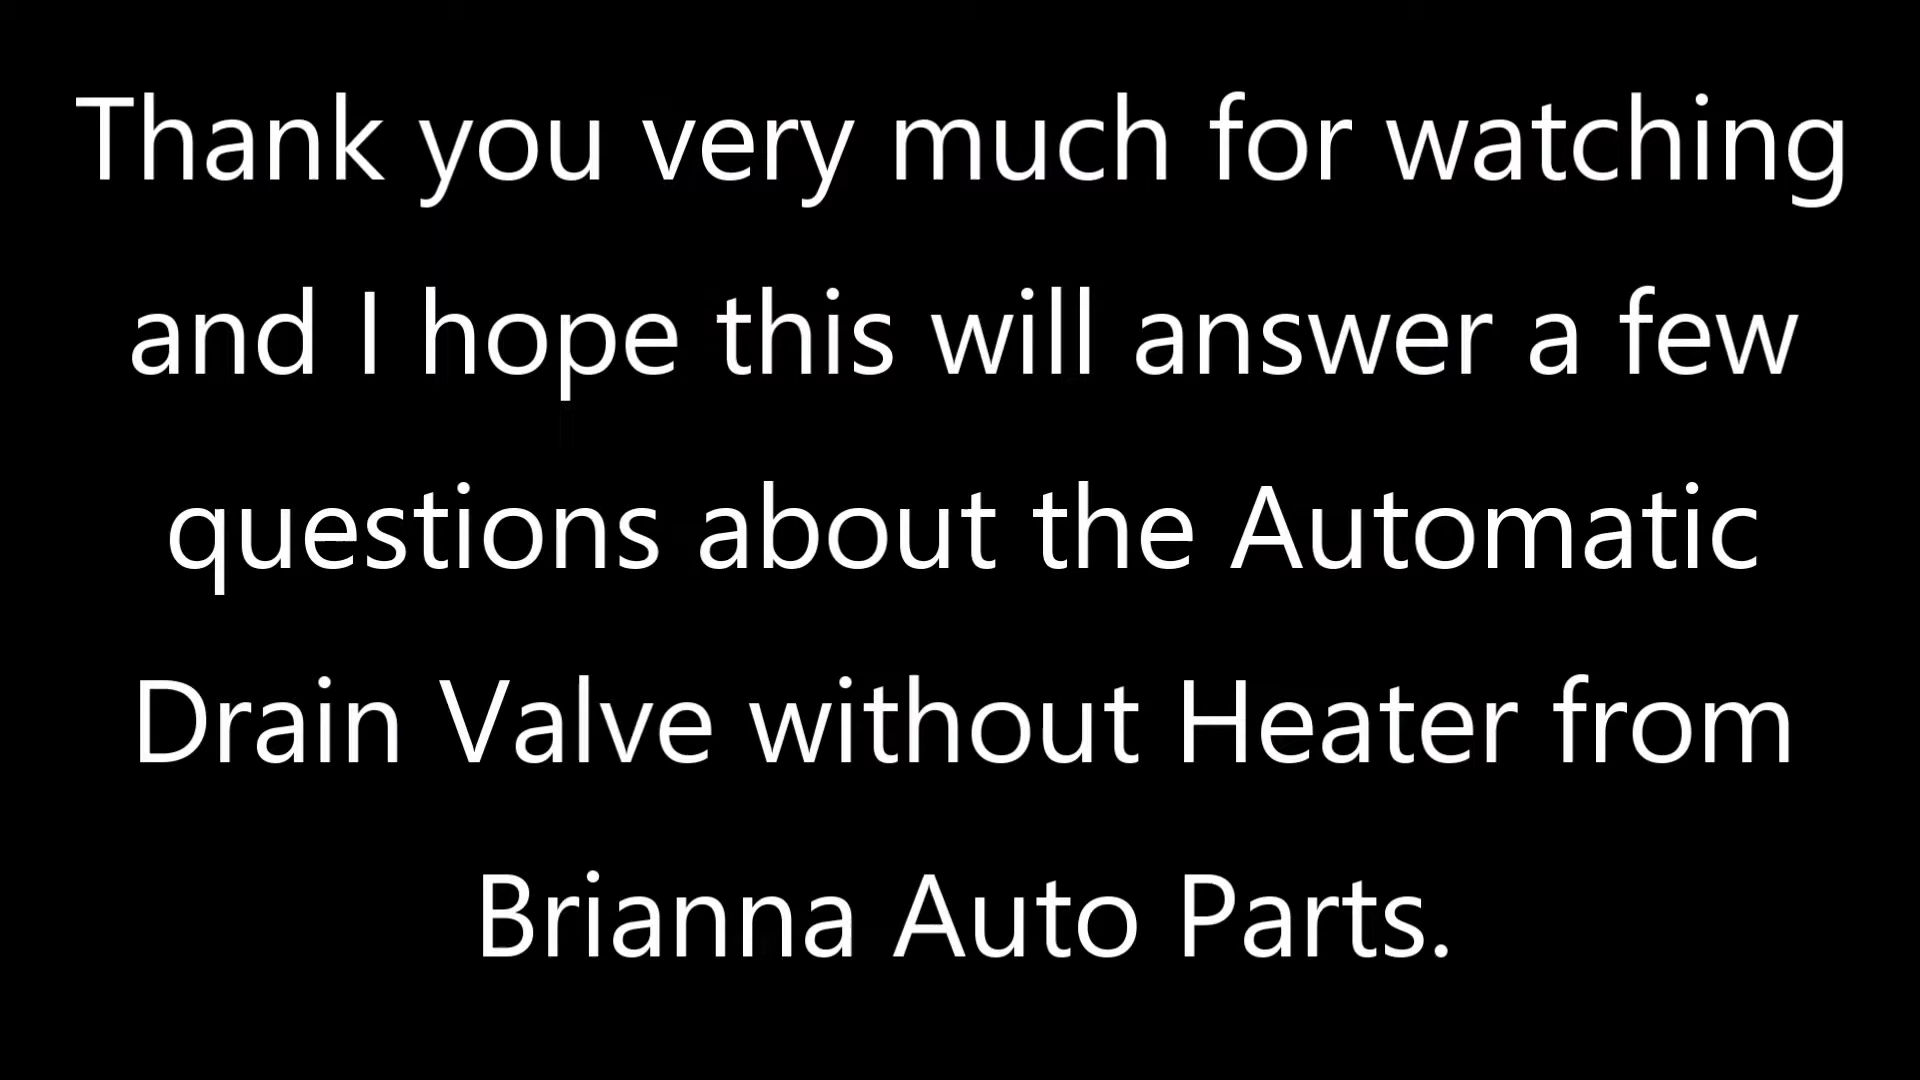 Thank you very much for watching
and I hope this will answer a few
questions about the Automatic
Drain Valve without Heater from
Brianna Auto Parts.